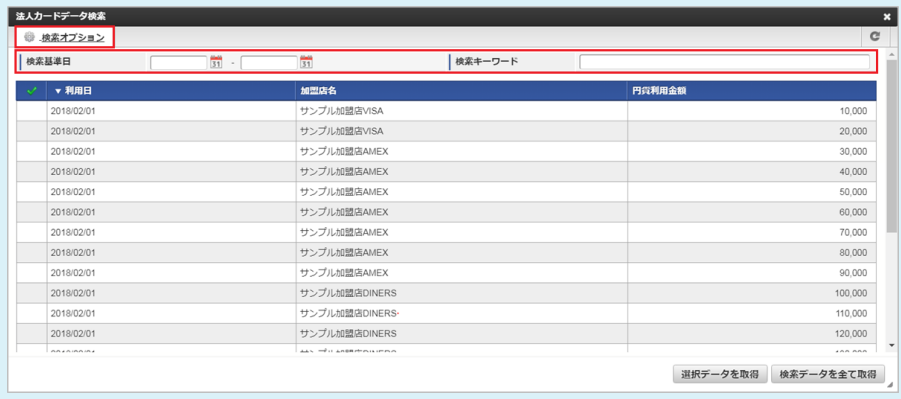 法人カードデータ検索
検索オプション
検索基準日 31 - 31 検索キーワード
▼ 利用日 加盟店名 円貨利用金額
2018/02/01 サンプル加盟店VISA 10,000
2018/02/01 サンプル加盟店VISA 20,000
2018/02/01 サンプル加盟店AMEX 30,000
2018/02/01 サンプル加盟店AMEX 40,000
2018/02/01 サンプル加盟店AMEX 50,000
2018/02/01 サンプル加盟店AMEX 60,000
2018/02/01 サンプル加盟店AMEX 70,000
2018/02/01 サンプル加盟店AMEX 80,000
2018/02/01 サンプル加盟店AMEX 90,000
2018/02/01 サンプル加盟店DINERS 100,000
2018/02/01 サンプル加盟店DINERS 110,000
2018/02/01 サンプル加盟店DINERS 120,000
選択データを取得 検索データを全て取得